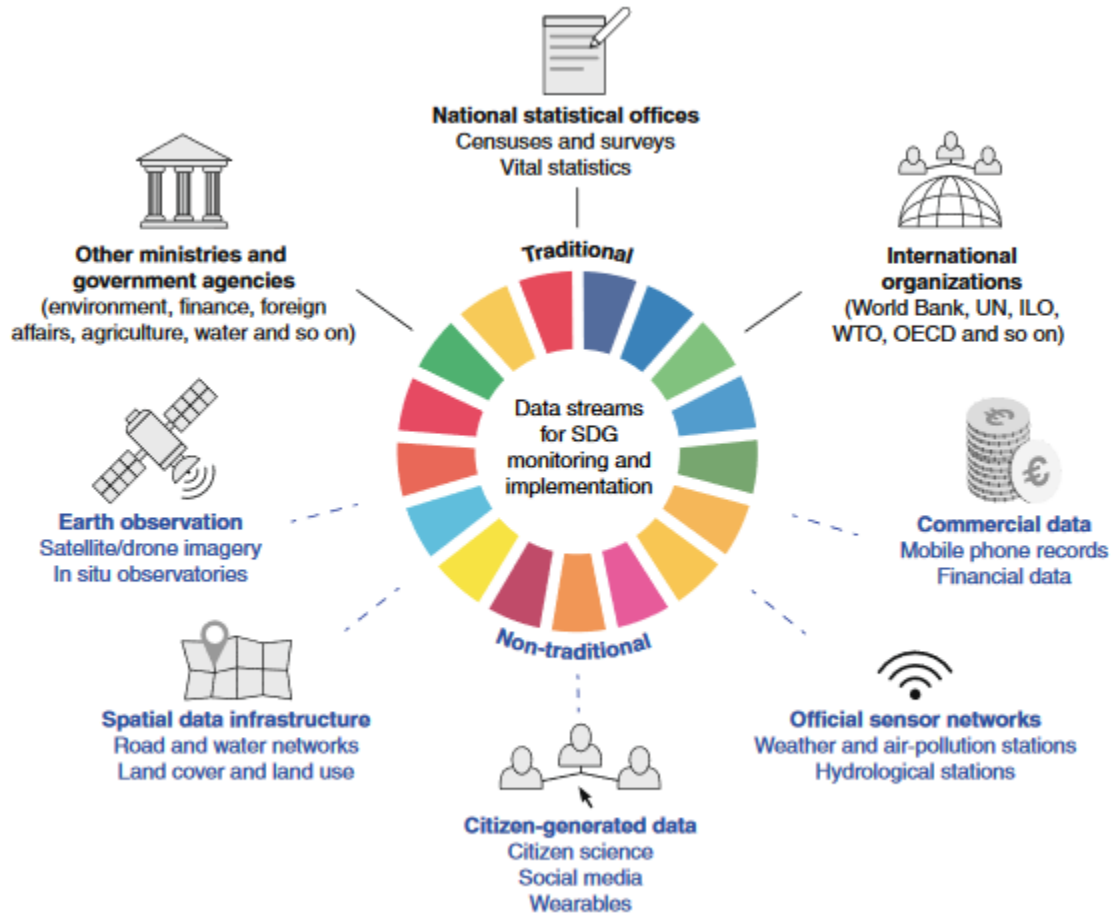 National statistical offices
Censuses and surveys
Vital statistics
Other ministries and
government agencies
(environment, finance, foreign
affairs, agriculture, water and so on)
International
organizations
(World Bank, UN, ILO,
WTO, OECD and so on)
Traditional
Data streams
for SDG
monitoring and
implementation
Non-traditional
Earth observation
Satellite/drone imagery
In situ observatories
Commercial data
Mobile phone records
Financial data
Spatial data infrastructure
Road and water networks
Land cover and land use
Official sensor networks
Weather and air-pollution stations
Hydrological stations
Citizen-generated data
Citizen science
Social media
Wearables
€
€